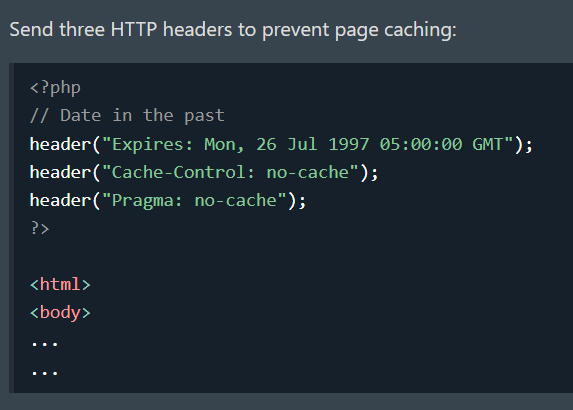 Send three HTTP headers to prevent page caching:
<?php
// Date in the past
header("Expires: Mon, 26 Jul 1997 05:00:00 GMT");
header("Cache-Control: no-cache");
header("Pragma: no-cache");
?>
<html>
<body>
...
...